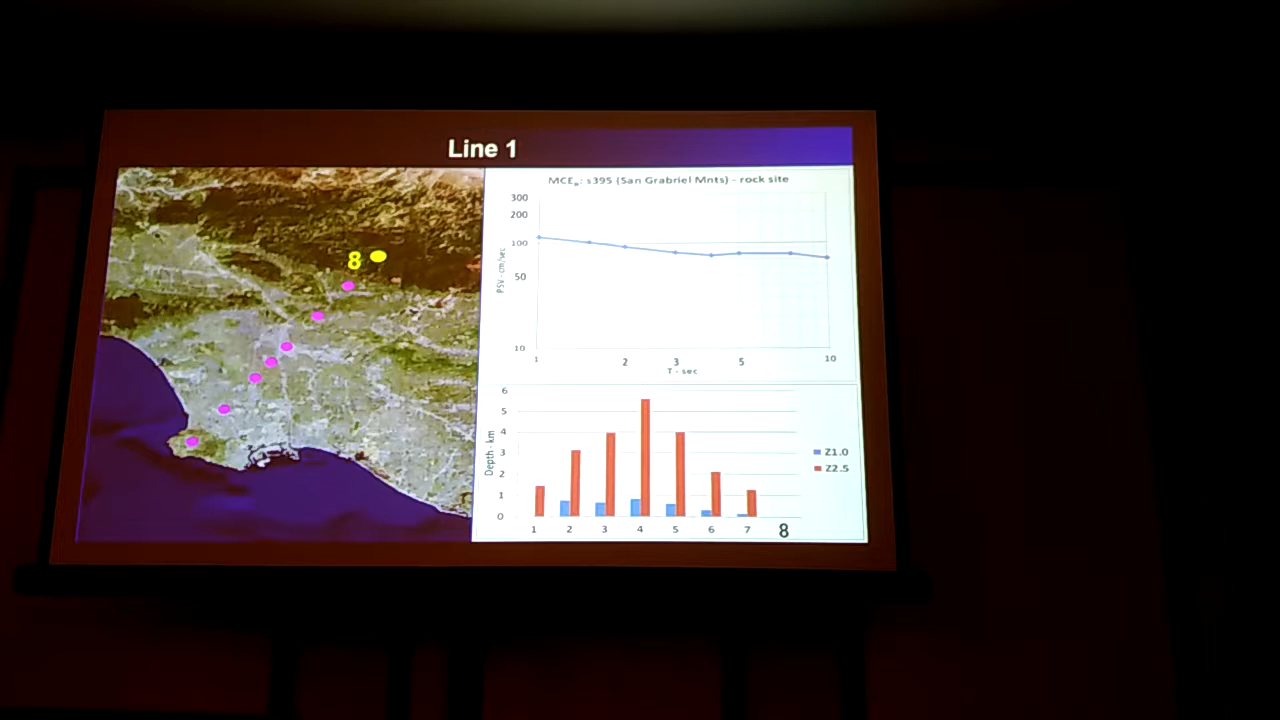 Line 1
8
MCER: s395 (San Grabriel Mnts) - rock site
300
200
100
50
10
PSV - cm/sec
1 2 3 5 10
T - sec
6
5
4
3
2
1
0
Depth - km
1 2 3 4 5 6 7 8
Z1.0
Z2.5